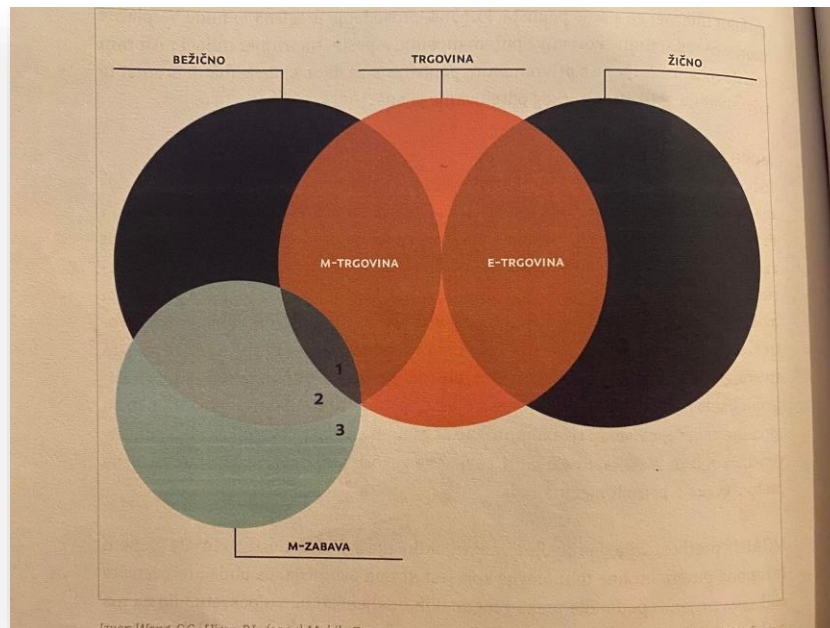 BEŽIČNO
TRGOVINA
ŽIČNO
M-TRGOVINA
E-TRGOVINA
1
2
3
M-ZABAVA